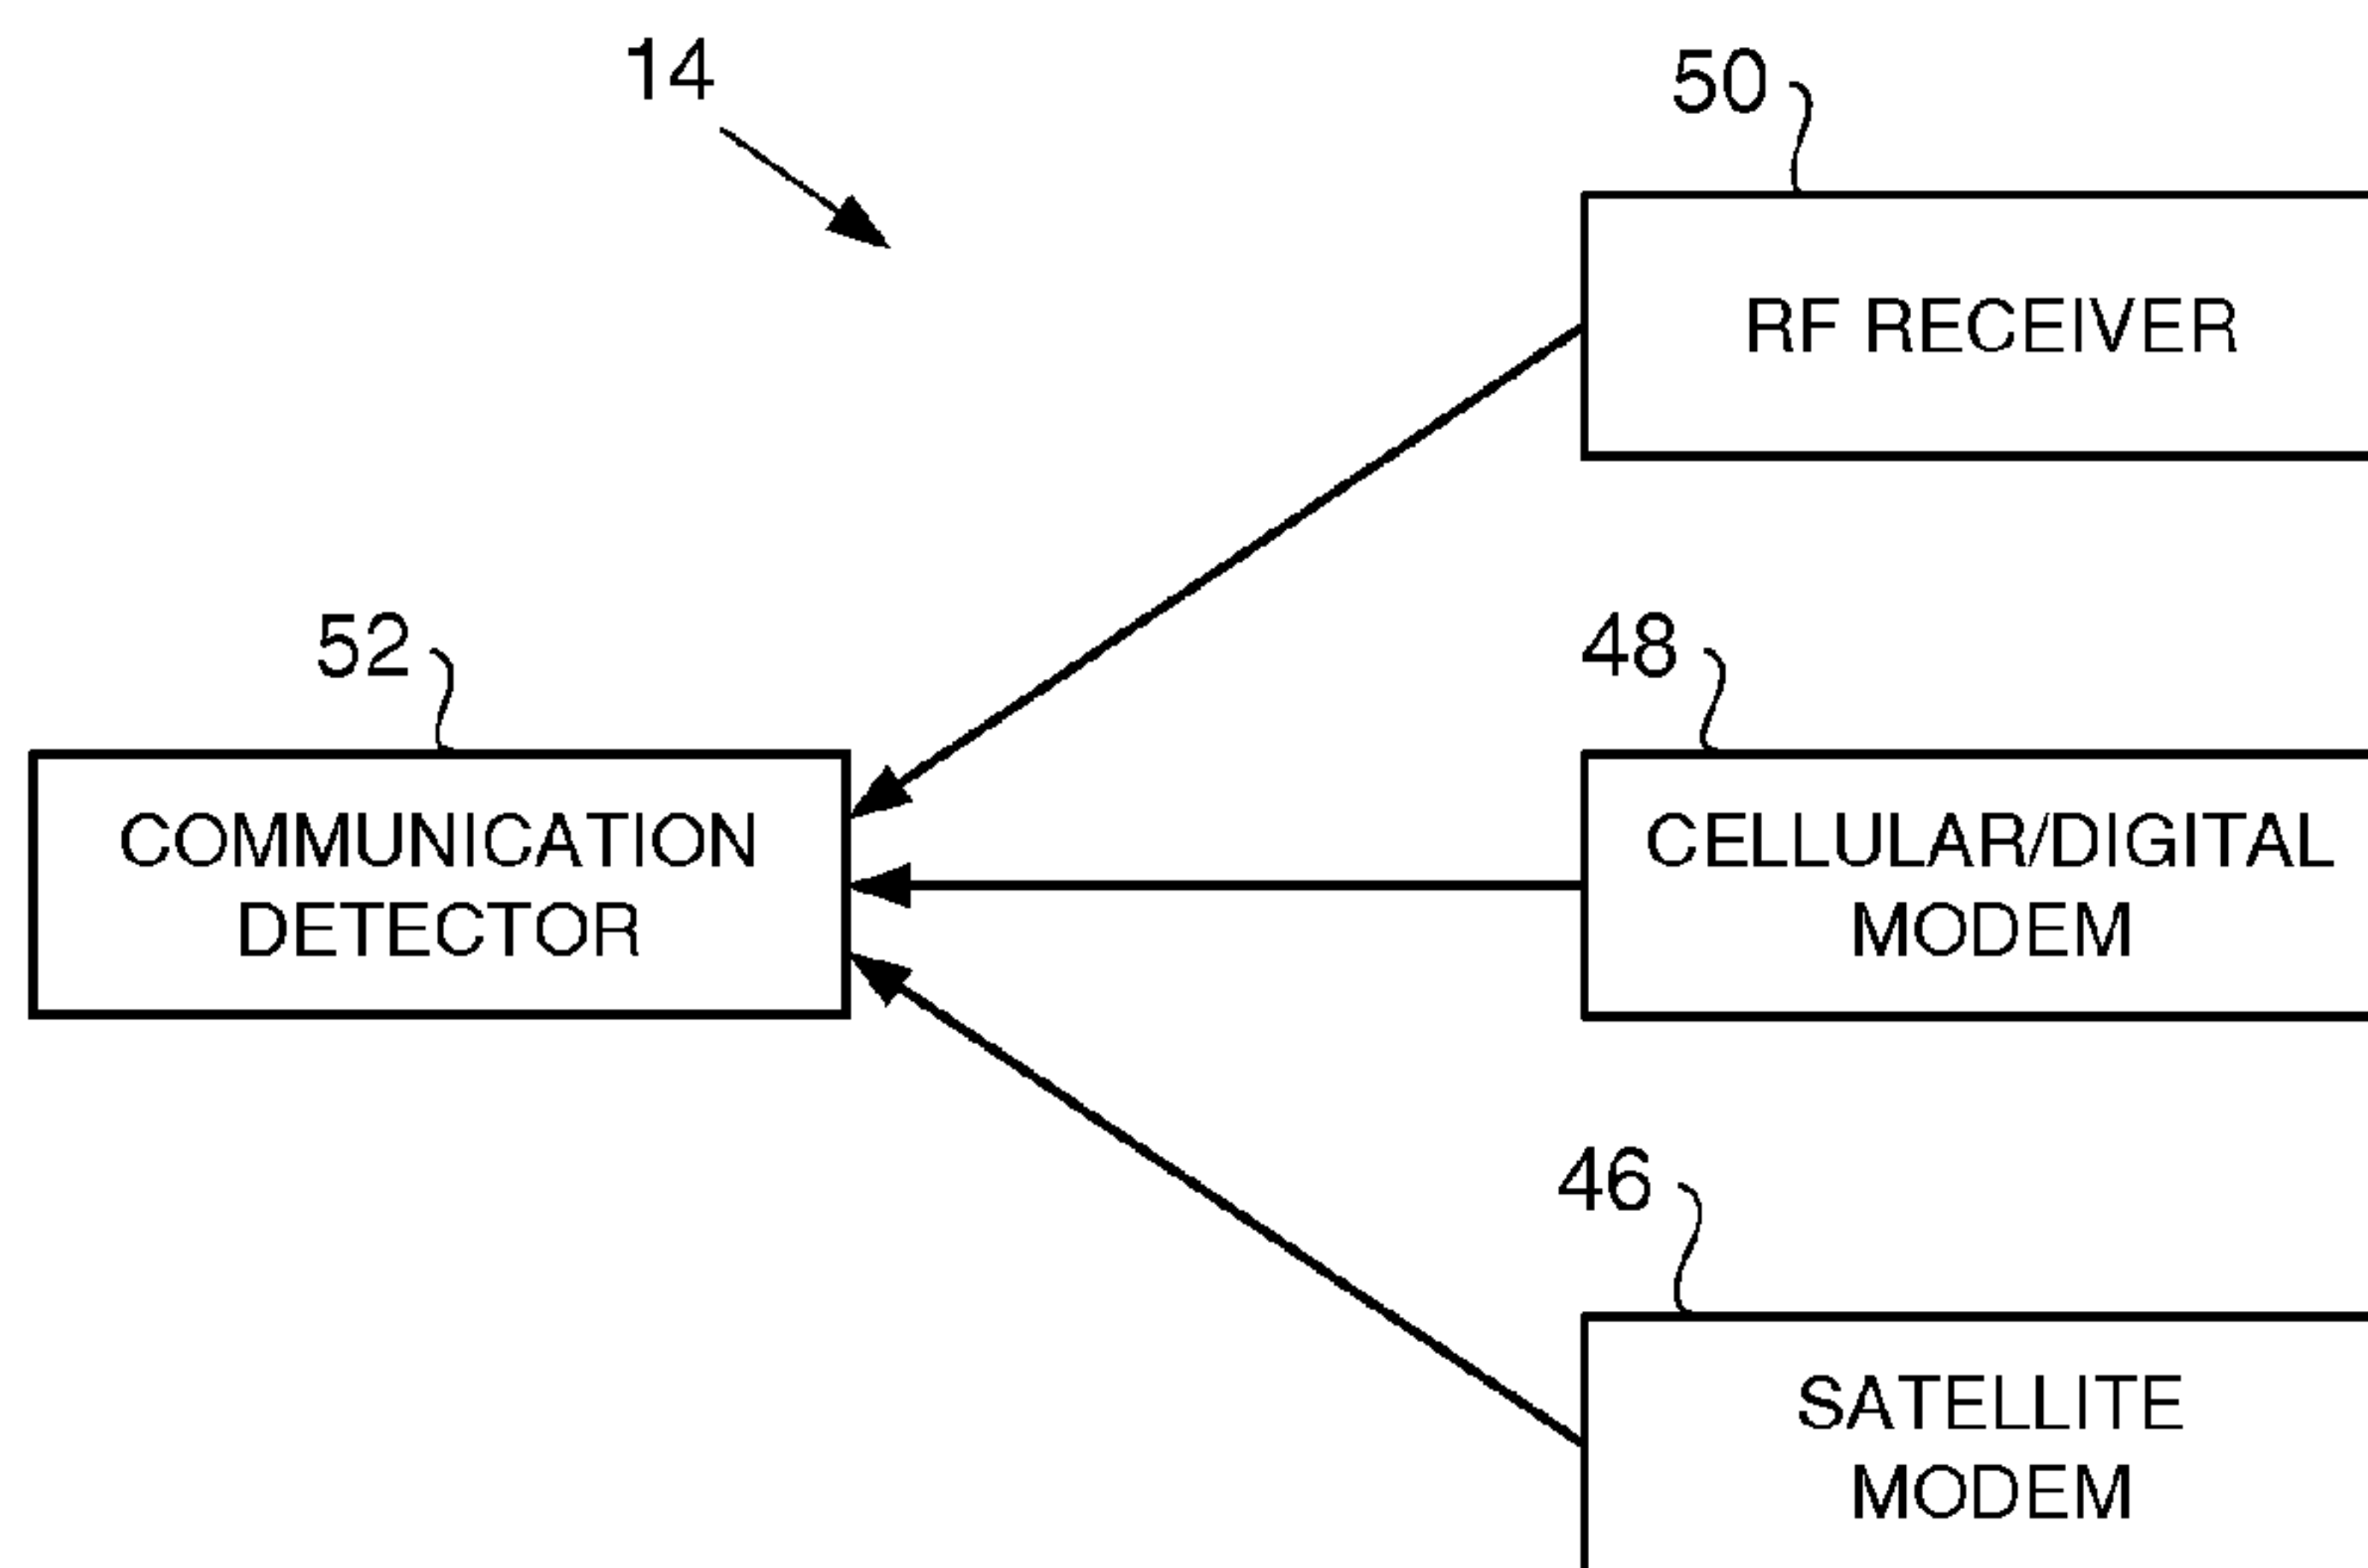 14
50
RF RECEIVER
52
48
COMMUNICATION
DETECTOR
CELLULAR/DIGITAL
MODEM
46
SATELLITE
MODEM